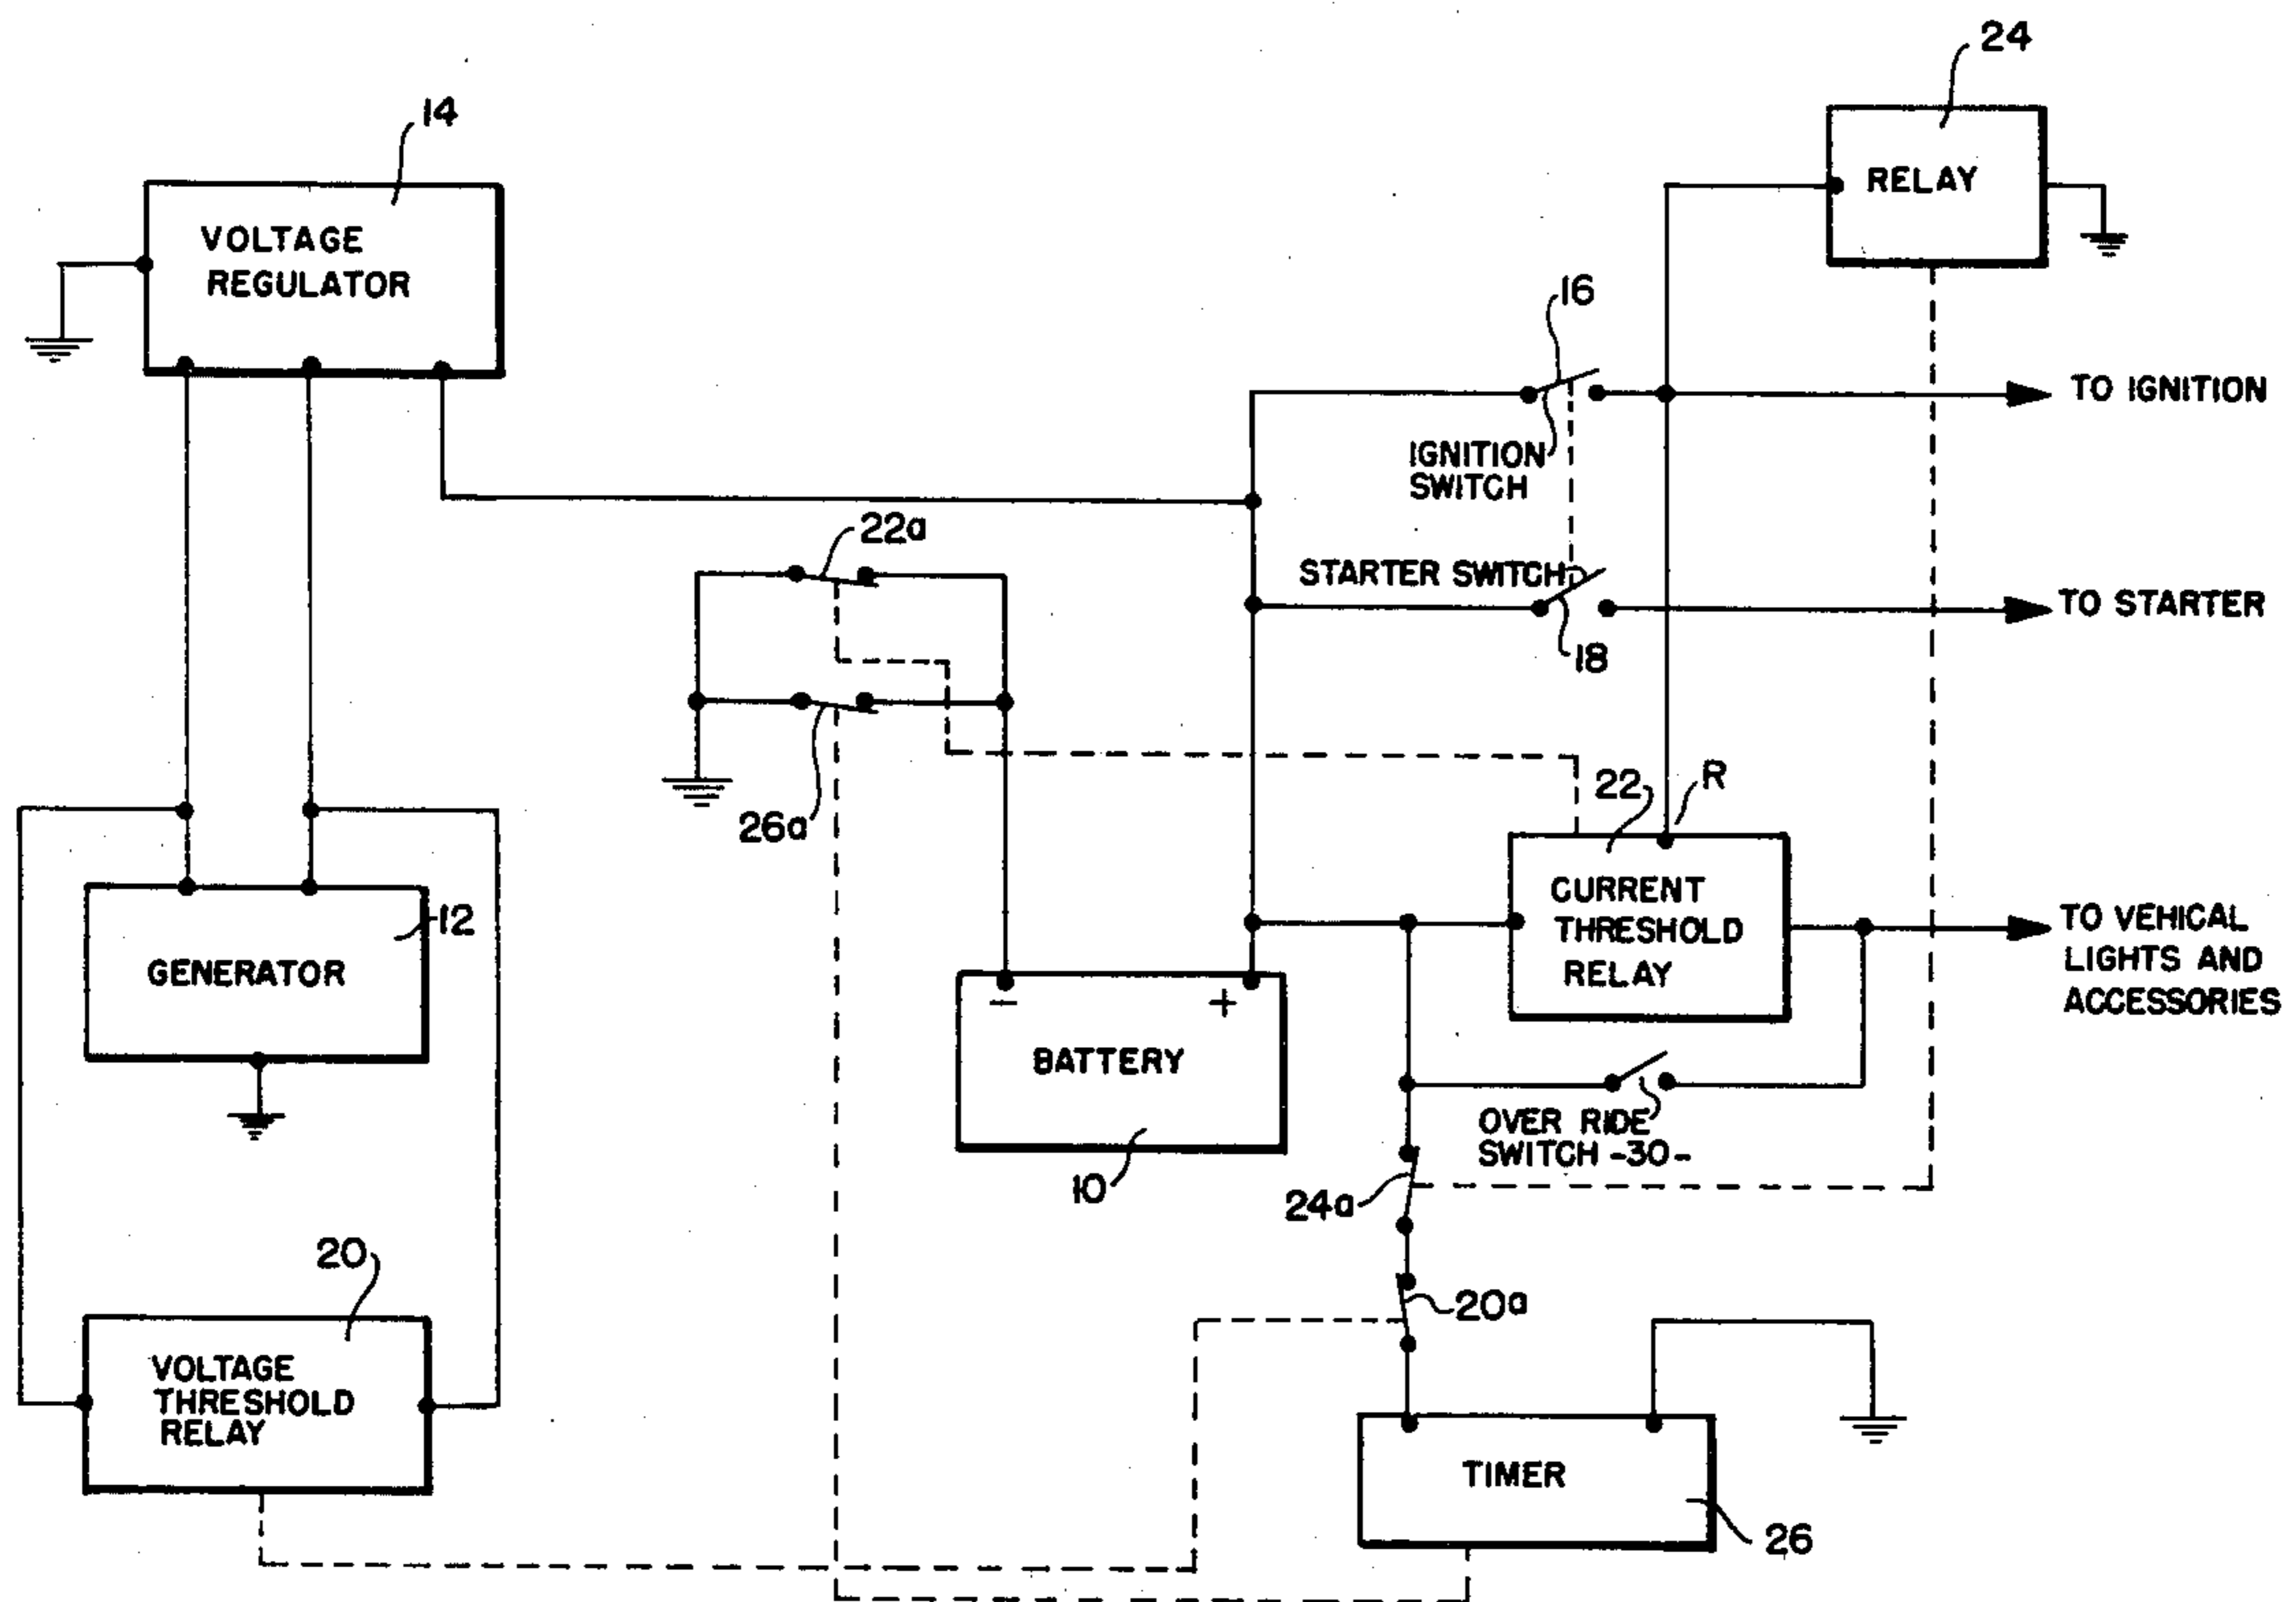 24
14
RELAY
VOLTAGE
REGULATOR
16
TO IGNITION
IGNITION
SWITCH
22a
STARTER SWITCH
TO STARTER
18
22
R
26a
CURRENT
THRESHOLD
RELAY
12
GENERATOR
TO VEHICAL
LIGHTS AND
ACCESSORIES
- +
BATTERY
OVER RIDE
SWITCH -30-
10
24a
20
20a
VOLTAGE
THRESHOLD
RELAY
TIMER
26